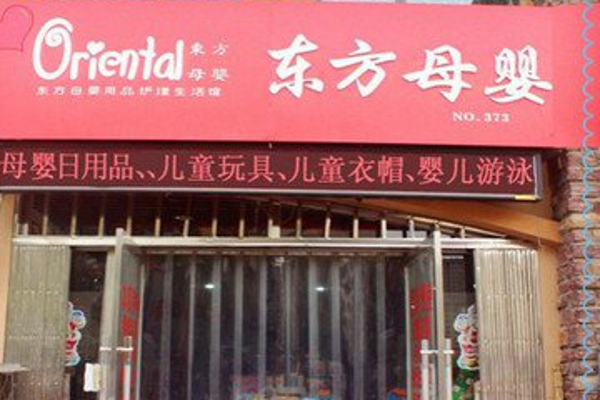 Oriental 東方
母婴
东方母婴用品护理生活馆
东方母婴
NO.373
母婴日用品、、儿童玩具、儿童衣帽、婴儿游泳